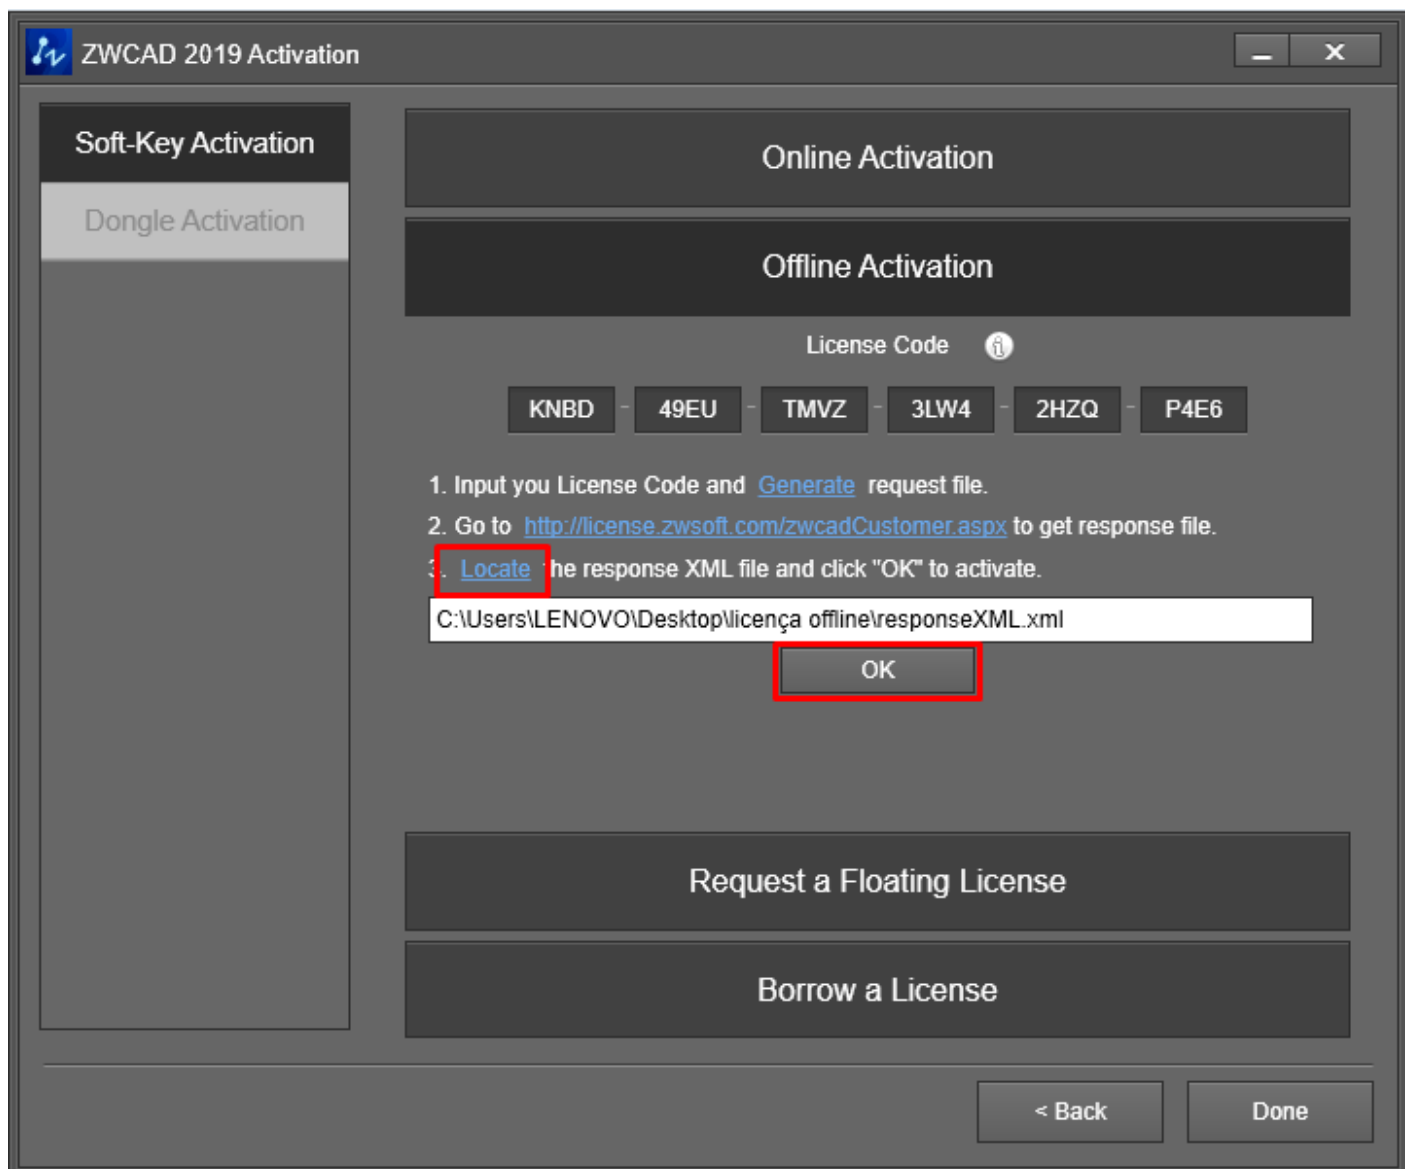 ZWCAD 2019 Activation
Soft-Key Activation
Dongle Activation
Online Activation
Offline Activation
License Code
KNBD - 49EU - TMVZ - 3LW4 - 2HZQ - P4E6
1. Input you License Code and Generate request file.
2. Go to http://license.zwsoft.com/zwcadCustomer.aspx to get response file.
3. Locate the response XML file and click "OK" to activate.
C:\Users\LENOVO\Desktop\licença offline\responseXML.xml
OK
Request a Floating License
Borrow a License
< Back
Done